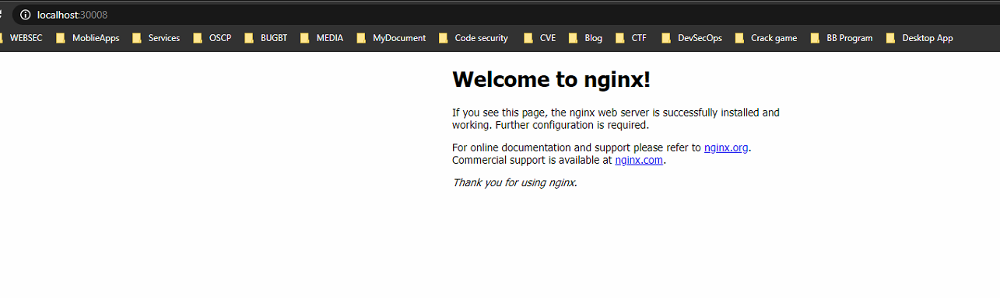 localhost:30008
WEBSEC MoblieApps Services OSCP BUGBT MEDIA MyDocument Code security CVE Blog CTF DevSecOps Crack game BB Program Desktop App
Welcome to nginx!
If you see this page, the nginx web server is successfully installed and
working. Further configuration is required.
For online documentation and support please refer to nginx.org.
Commercial support is available at nginx.com.
Thank you for using nginx.